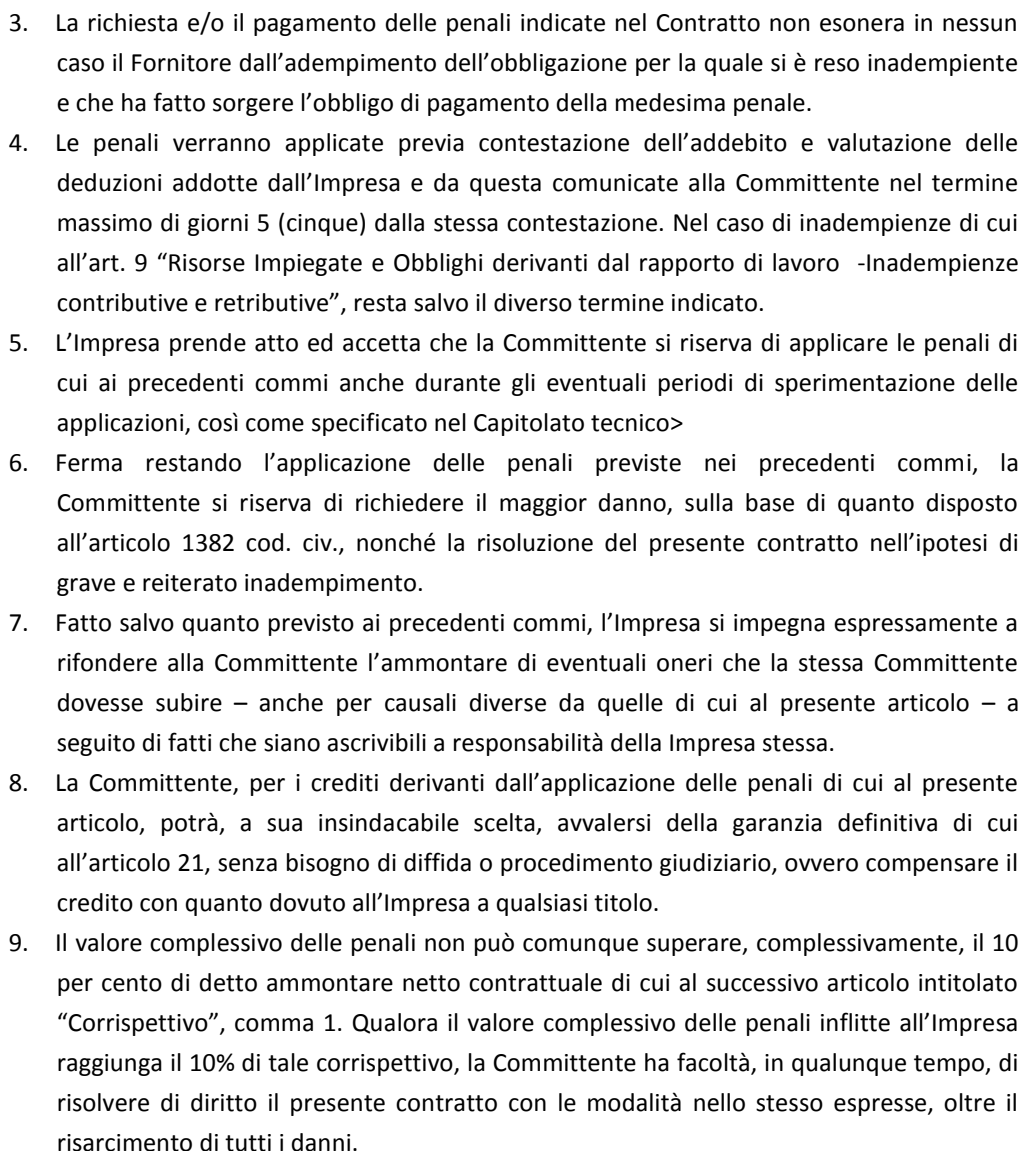 3. La richiesta e/o il pagamento delle penali indicate nel Contratto non esonera in nessun
caso il Fornitore dall’adempimento dell’obbligazione per la quale si è reso inadempiente
e che ha fatto sorgere l’obbligo di pagamento della medesima penale.
4. Le penali verranno applicate previa contestazione dell’addebito e valutazione delle
deduzioni addotte dall’Impresa e da questa comunicate alla Committente nel termine
massimo di giorni 5 (cinque) dalla stessa contestazione. Nel caso di inadempienze di cui
all’art. 9 “Risorse Impiegate e Obblighi derivanti dal rapporto di lavoro -Inadempienze
contributive e retributive”, resta salvo il diverso termine indicato.
5. L’Impresa prende atto ed accetta che la Committente si riserva di applicare le penali di
cui ai precedenti commi anche durante gli eventuali periodi di sperimentazione delle
applicazioni, così come specificato nel Capitolato tecnico>
6. Ferma restando l’applicazione delle penali previste nei precedenti commi, la
Committente si riserva di richiedere il maggior danno, sulla base di quanto disposto
all’articolo 1382 cod. civ., nonché la risoluzione del presente contratto nell’ipotesi di
grave e reiterato inadempimento.
7. Fatto salvo quanto previsto ai precedenti commi, l’Impresa si impegna espressamente a
rifondere alla Committente l’ammontare di eventuali oneri che la stessa Committente
dovesse subire – anche per causali diverse da quelle di cui al presente articolo – a
seguito di fatti che siano ascrivibili a responsabilità della Impresa stessa.
8. La Committente, per i crediti derivanti dall’applicazione delle penali di cui al presente
articolo, potrà, a sua insindacabile scelta, avvalersi della garanzia definitiva di cui
all’articolo 21, senza bisogno di diffida o procedimento giudiziario, ovvero compensare il
credito con quanto dovuto all’Impresa a qualsiasi titolo.
9. Il valore complessivo delle penali non può comunque superare, complessivamente, il 10
per cento di detto ammontare netto contrattuale di cui al successivo articolo intitolato
“Corrispettivo”, comma 1. Qualora il valore complessivo delle penali inflitte all’Impresa
raggiunga il 10% di tale corrispettivo, la Committente ha facoltà, in qualunque tempo, di
risolvere di diritto il presente contratto con le modalità nello stesso espresse, oltre il
risarcimento di tutti i danni.